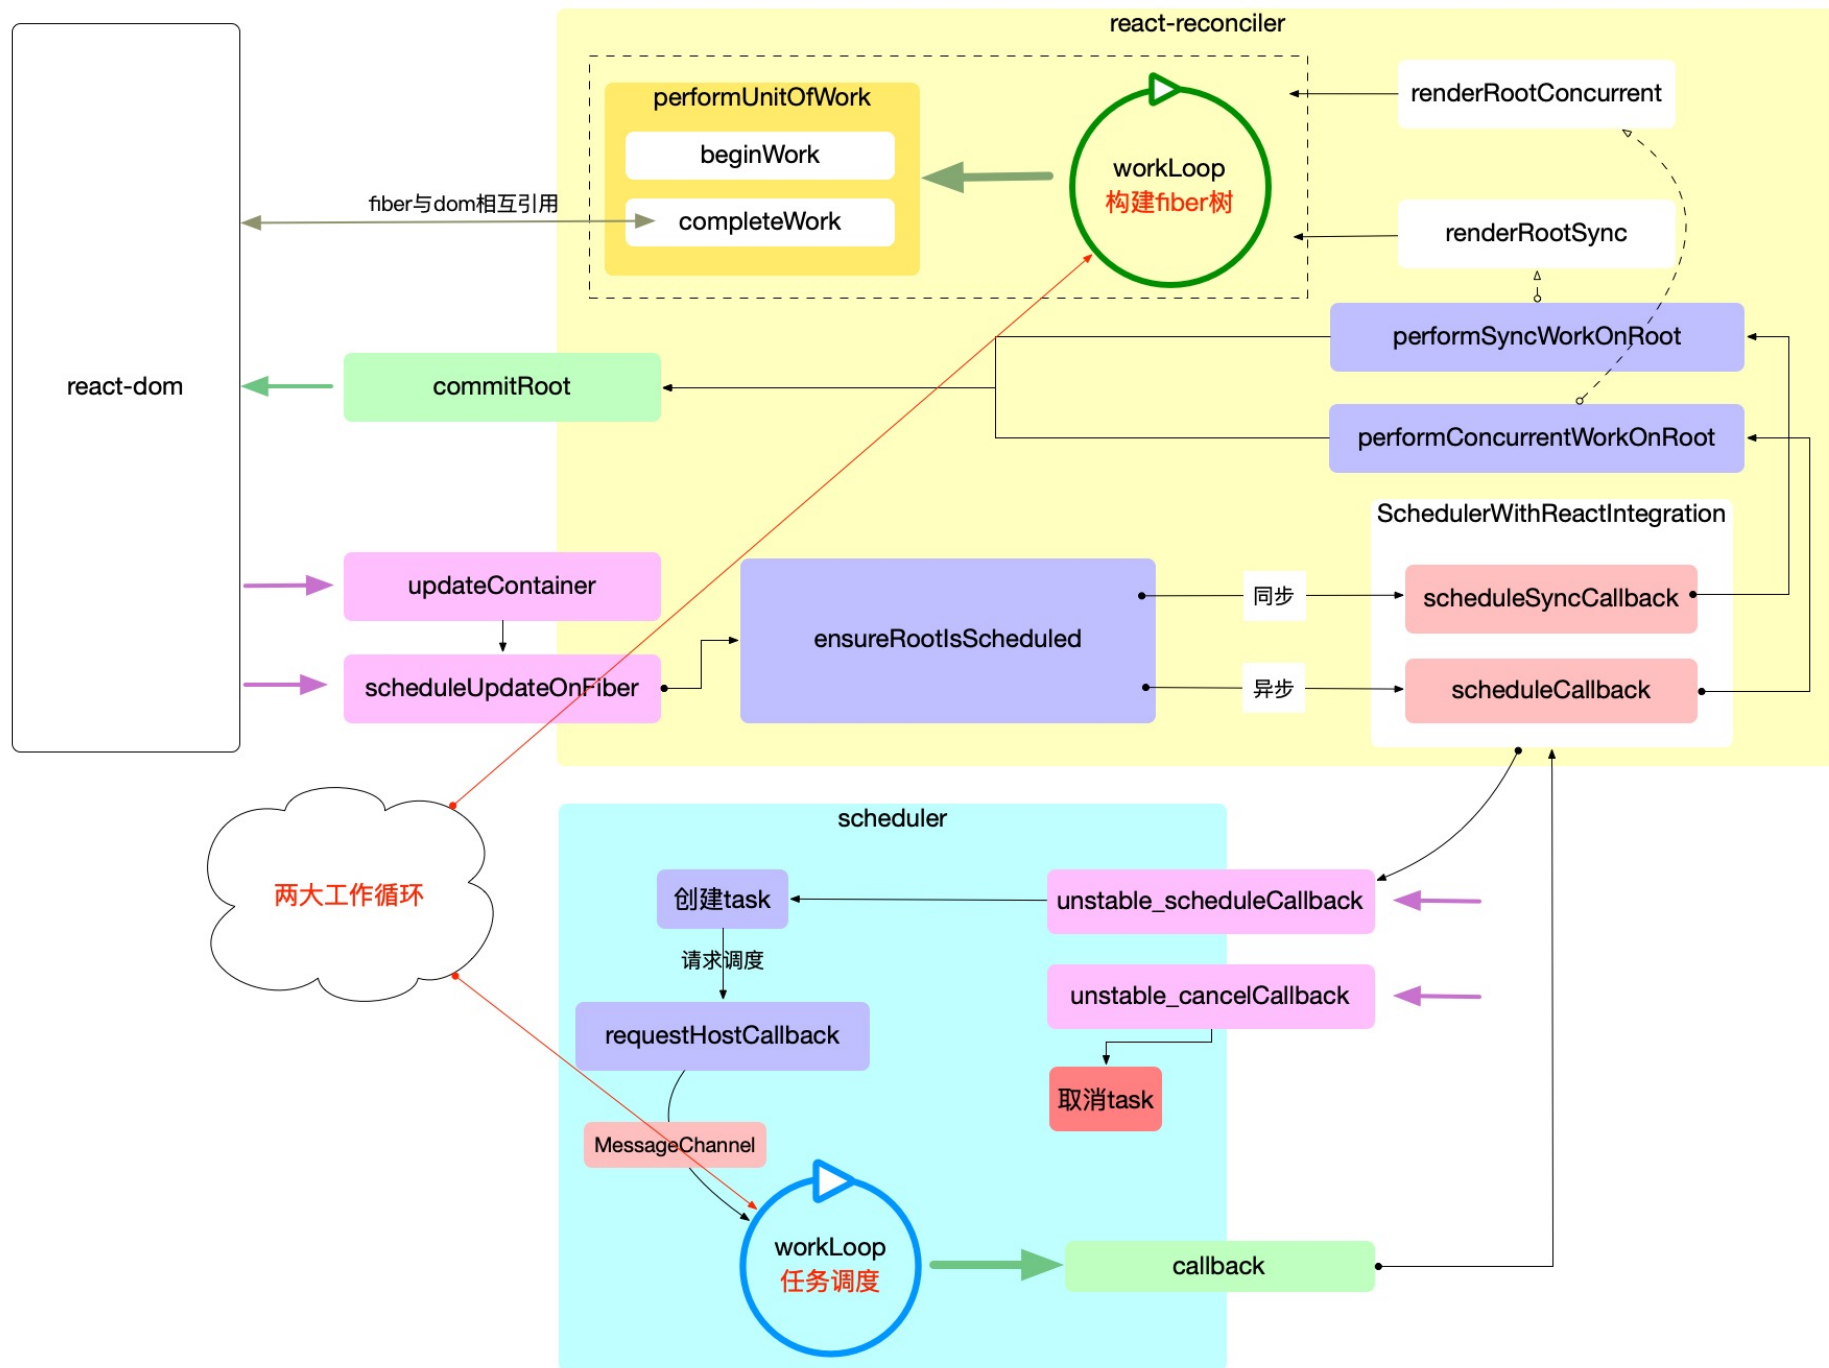 react-reconciler
performUnitOfWork
beginWork
completeWork
workLoop
构建fiber树
renderRootConcurrent
renderRootSync
fiber与dom相互引用
react-dom
commitRoot
performSyncWorkOnRoot
performConcurrentWorkOnRoot
SchedulerWithReactIntegration
updateContainer
scheduleUpdateOnFiber
ensureRootIsScheduled
同步
异步
scheduleSyncCallback
scheduleCallback
两大工作循环
scheduler
创建task
unstable_scheduleCallback
请求调度
unstable_cancelCallback
requestHostCallback
取消task
MessageChannel
workLoop
任务调度
callback